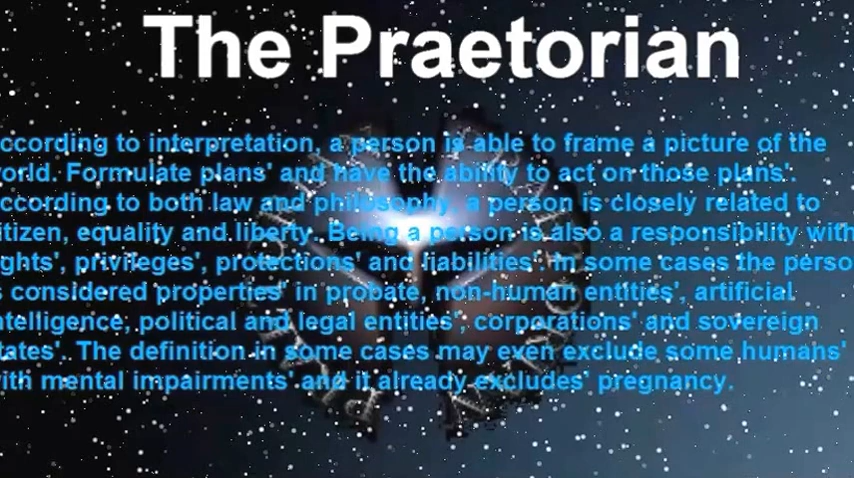 The Praetorian
ccording to interpretation, a person is able to frame a picture of the
orld. Formulate plans' and have the ability to act on those plans'.
ccording to both law and philosophy, a person is closely related to
itizen, equality and liberty. Being a person is also a responsibility with
ghts', privileges', protections' and liabilities'. In some cases the perso
s considered properties' in probate, non-human entities', artificial
ntelligence, political and legal entities', corporations' and sovereign
tates'. The definition in some cases may even exclude some humans'
ith mental impairments' and it already excludes' pregnancy.